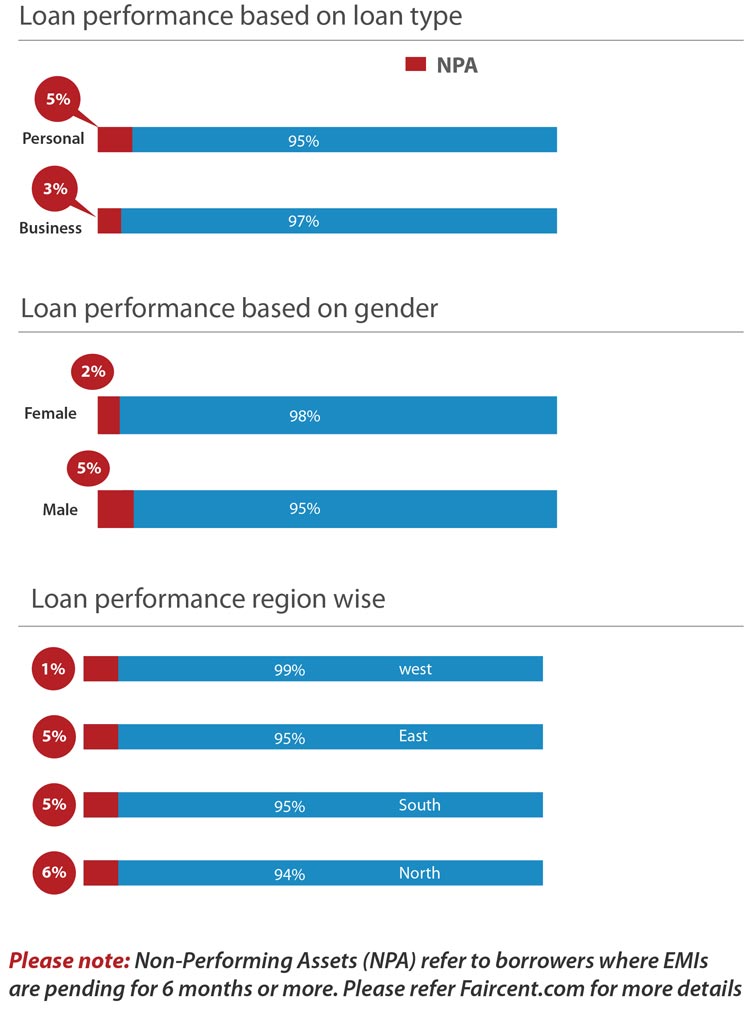 Loan performance based on loan type
NPA
5%
Personal
95%
3%
Business
97%
Loan performance based on gender
2%
Female
98%
5%
Male
95%
Loan performance region wise
1%
99%
west
5%
95%
East
5%
95%
South
6%
94%
North
Please note: Non-Performing Assets (NPA) refer to borrowers where EMIs
are pending for 6 months or more. Please refer Faircent.com for more details